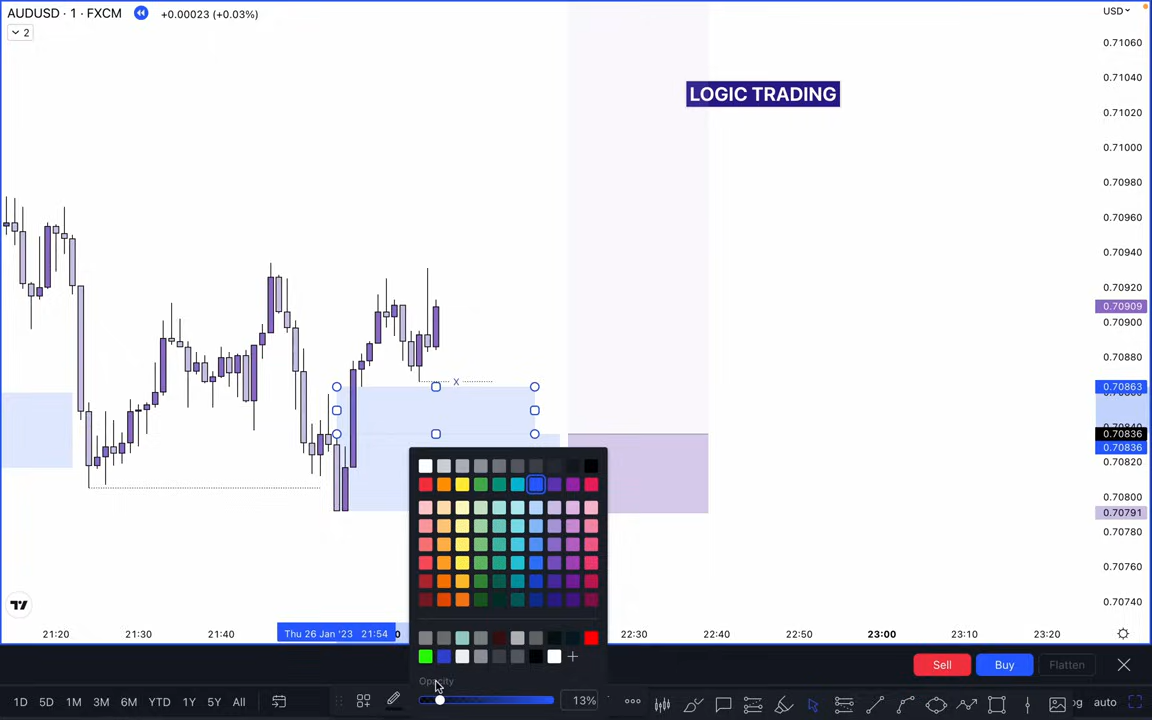 AUDUSD · 1 · FXCM
+0.00023 (+0.03%)
2
USD
LOGIC TRADING
0.71060
0.71040
0.71020
0.71000
0.70980
0.70960
0.70940
0.70920
0.70909
0.70900
0.70880
X
0.70863
0.70836
0.70836
0.70820
0.70800
0.70791
0.70780
0.70760
0.70740
21:20
21:30
21:40
Thu 26 Jan '23 21:54
22:30
22:40
22:50
23:00
23:10
23:20
Sell
Buy
Flatten
Opacity
13%
1D
5D
1M
3M
6M
YTD
1Y
5Y
All
auto